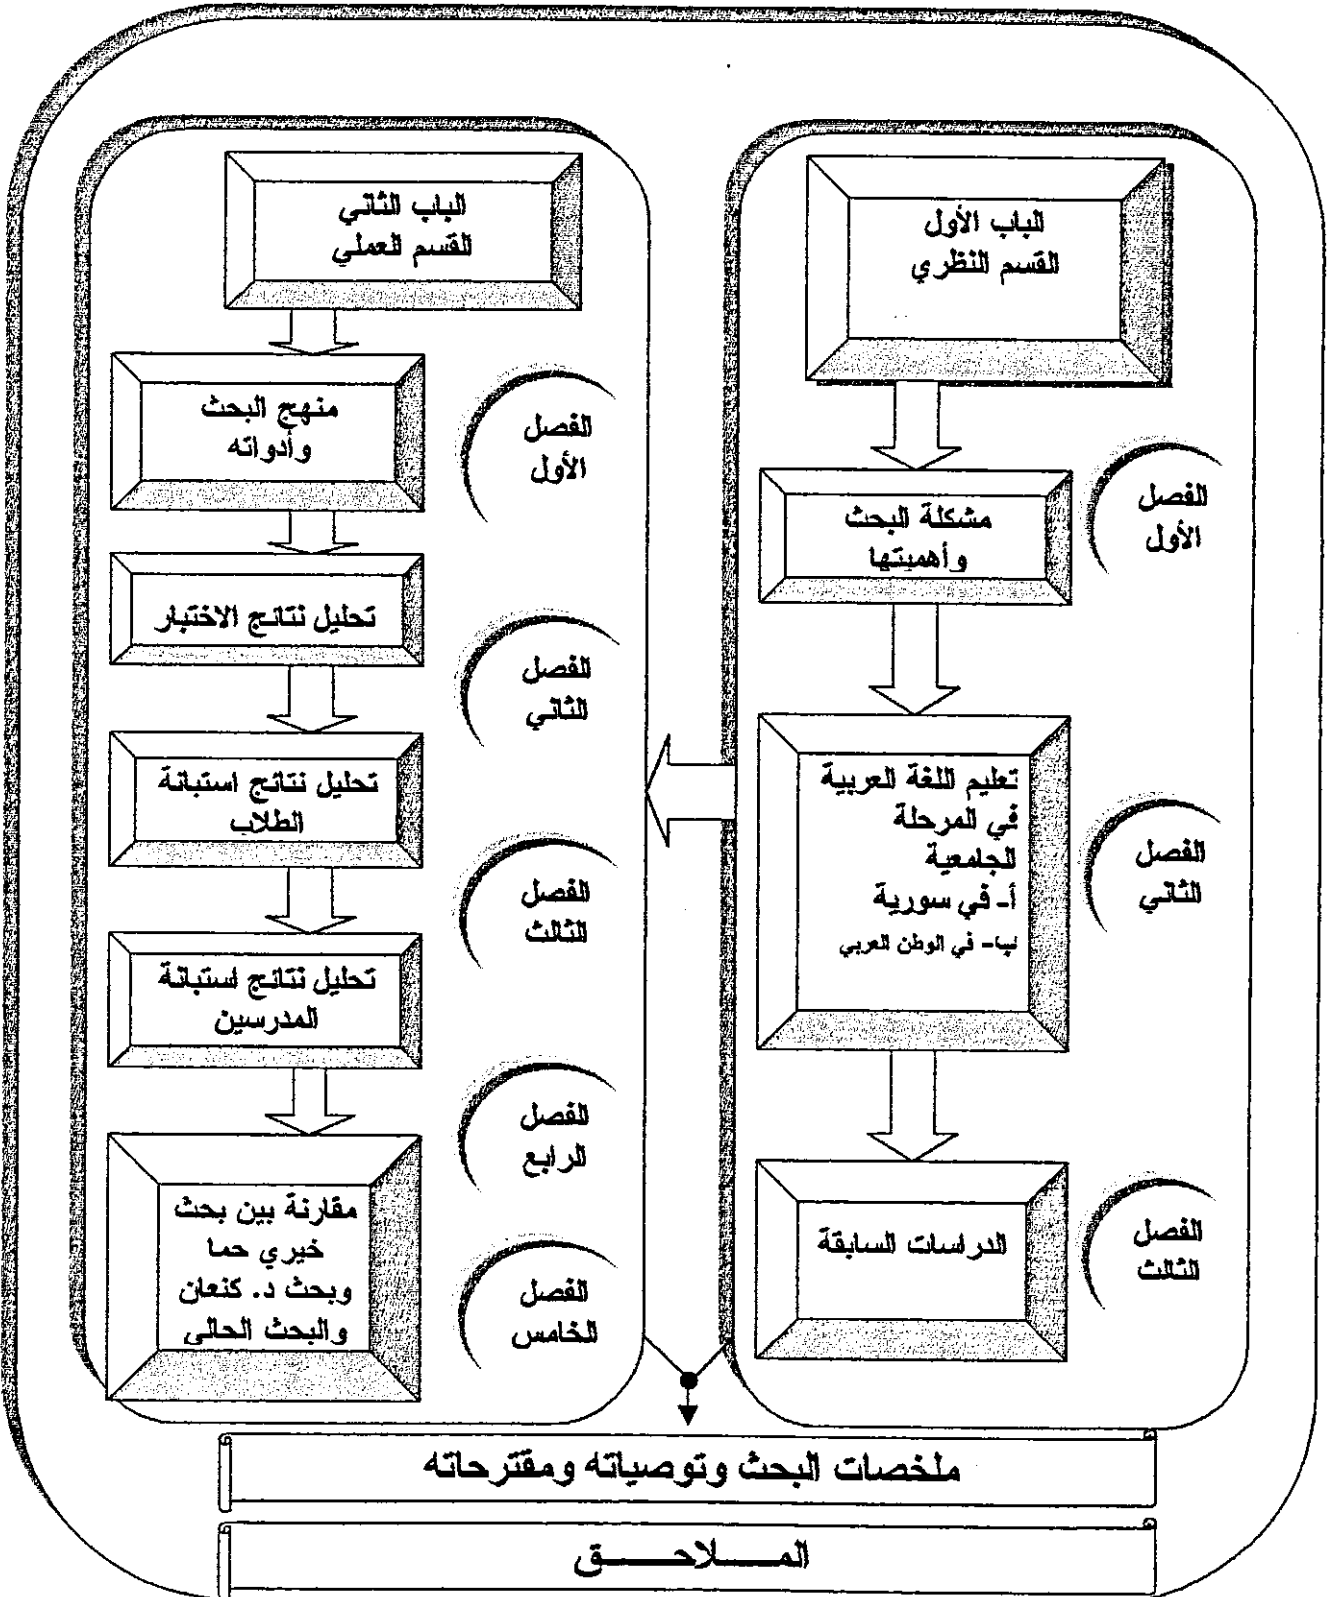 الباب الأول
القسم النظري
الفصل
الأول
مشكلة البحث
وأهميتها
الفصل
الثاني
تعليم اللغة العربية
في المرحلة
الجامعية
أ- في سورية
ب- في الوطن العربي
الفصل
الثالث
الدراسات السابقة
الباب الثاني
القسم العملي
الفصل
الأول
منهج البحث
وأدواته
الفصل
الثاني
تحليل نتائج الاختبار
الفصل
الثالث
تحليل نتائج استبانة
الطلاب
الفصل
الرابع
تحليل نتائج استبانة
المدرسين
الفصل
الخامس
مقارنة بين بحث
خيري حما
وبحث د. كنعان
والبحث الحالي
ملخصات البحث وتوصياته ومقترحاته
المـــلاحـــق